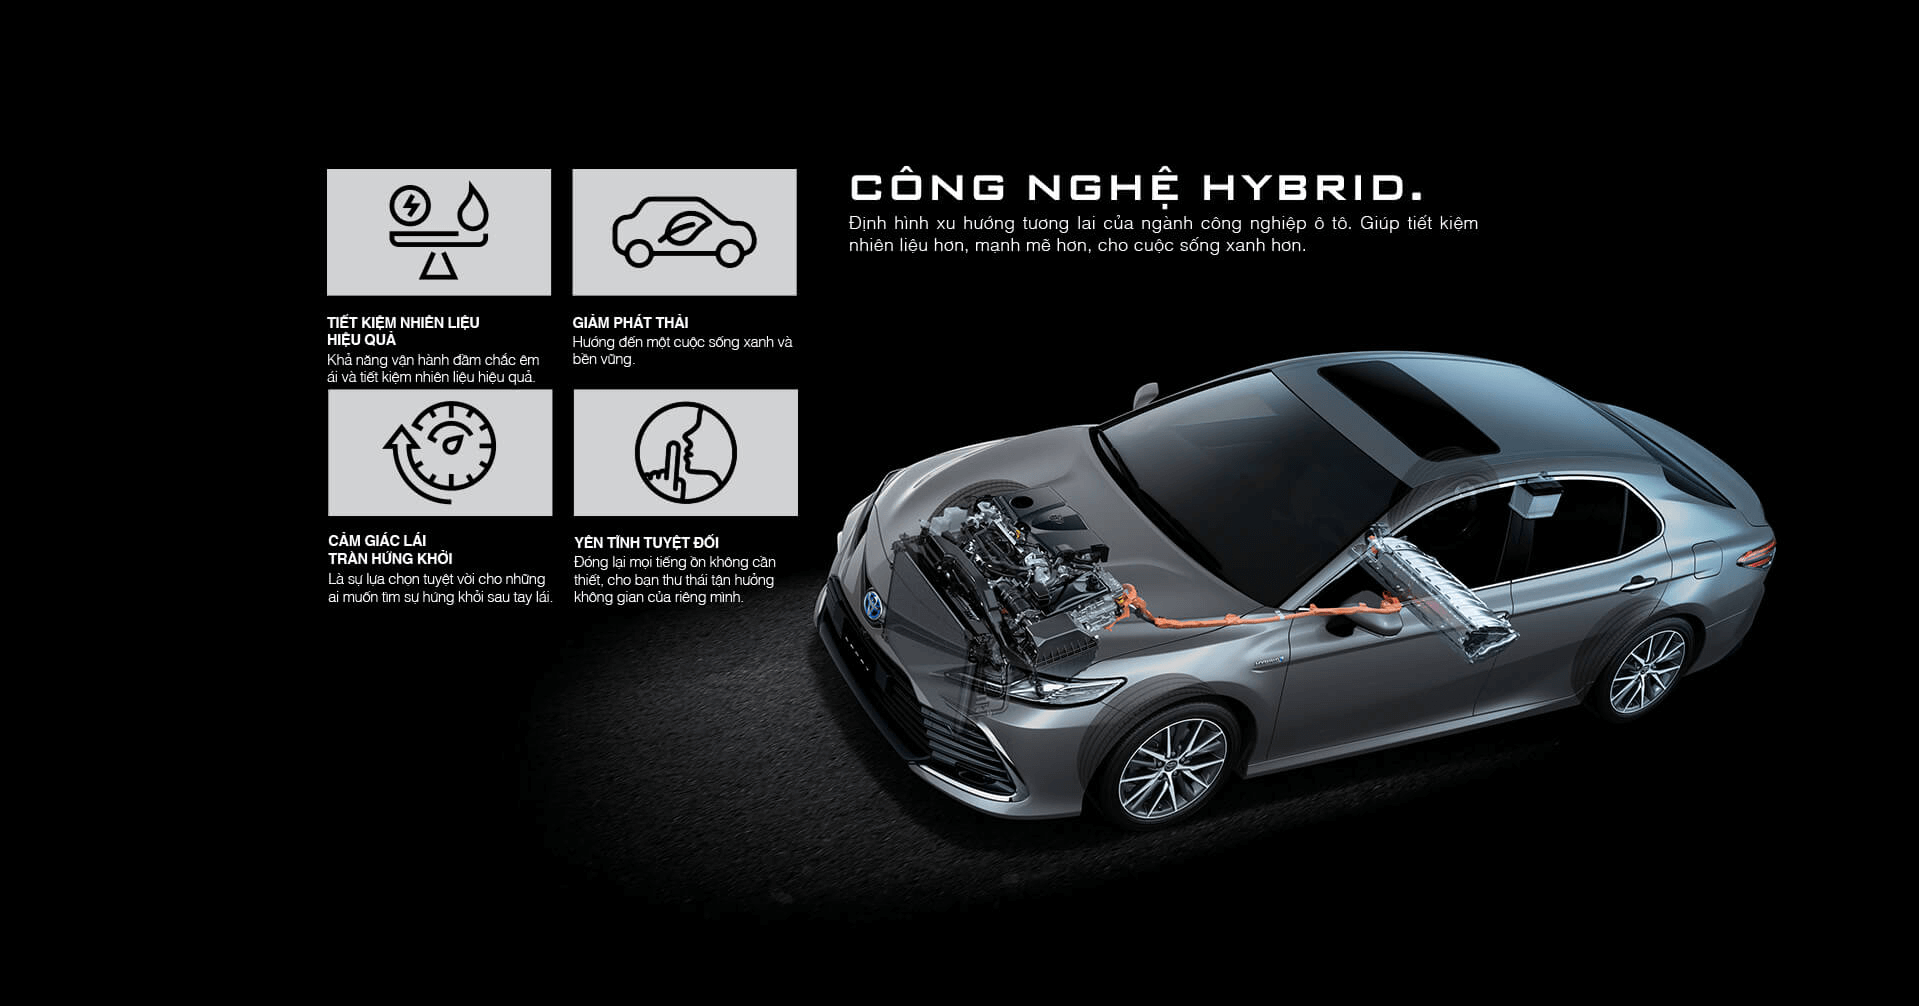 CÔNG NGHỆ HYBRID.
Định hình xu hướng tương lai của ngành công nghiệp ô tô. Giúp tiết kiệm
nhiên liệu hơn, mạnh mẽ hơn, cho cuộc sống xanh hơn.
TIẾT KIỆM NHIÊN LIỆU
HIỆU QUẢ
Khả năng vận hành đầm chắc êm
ái và tiết kiệm nhiên liệu hiệu quả.
GIẢM PHÁT THẢI
Hướng đến một cuộc sống xanh và
bền vững.
CẢM GIÁC LÁI
TRÀN HỨNG KHỞI
Là sự lựa chọn tuyệt vời cho những
ai muốn tìm sự hứng khởi sau tay lái.
YÊN TĨNH TUYỆT ĐỐI
Đóng lại mọi tiếng ồn không cần
thiết, cho bạn thư thái tận hưởng
không gian của riêng mình.